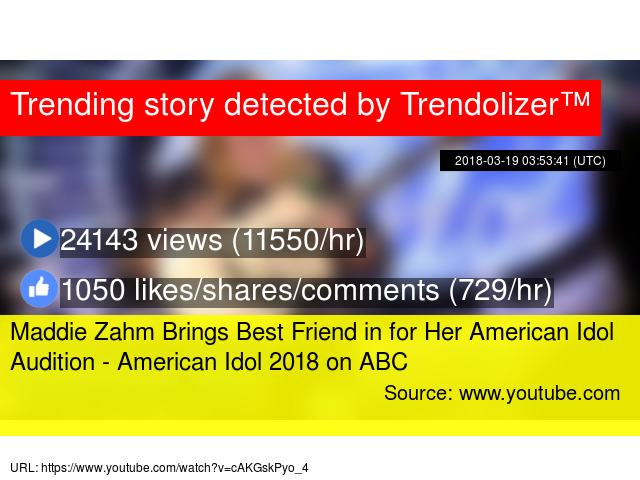 Trending story detected by Trendolizer™
2018-03-19 03:53:41 (UTC)
24143 views (11550/hr)
1050 likes/shares/comments (729/hr)
Maddie Zahm Brings Best Friend in for Her American Idol
Audition - American Idol 2018 on ABC
Source: www.youtube.com
URL: https://www.youtube.com/watch?v=cAKGskPyo_4